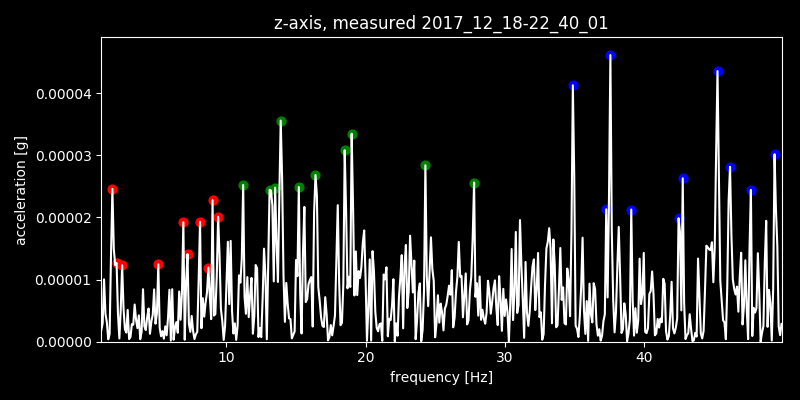 z-axis, measured 2017_12_18-22_40_01
acceleration [g]
0.00004
0.00003
0.00002
0.00001
0.00000
10 20 30 40
frequency [Hz]